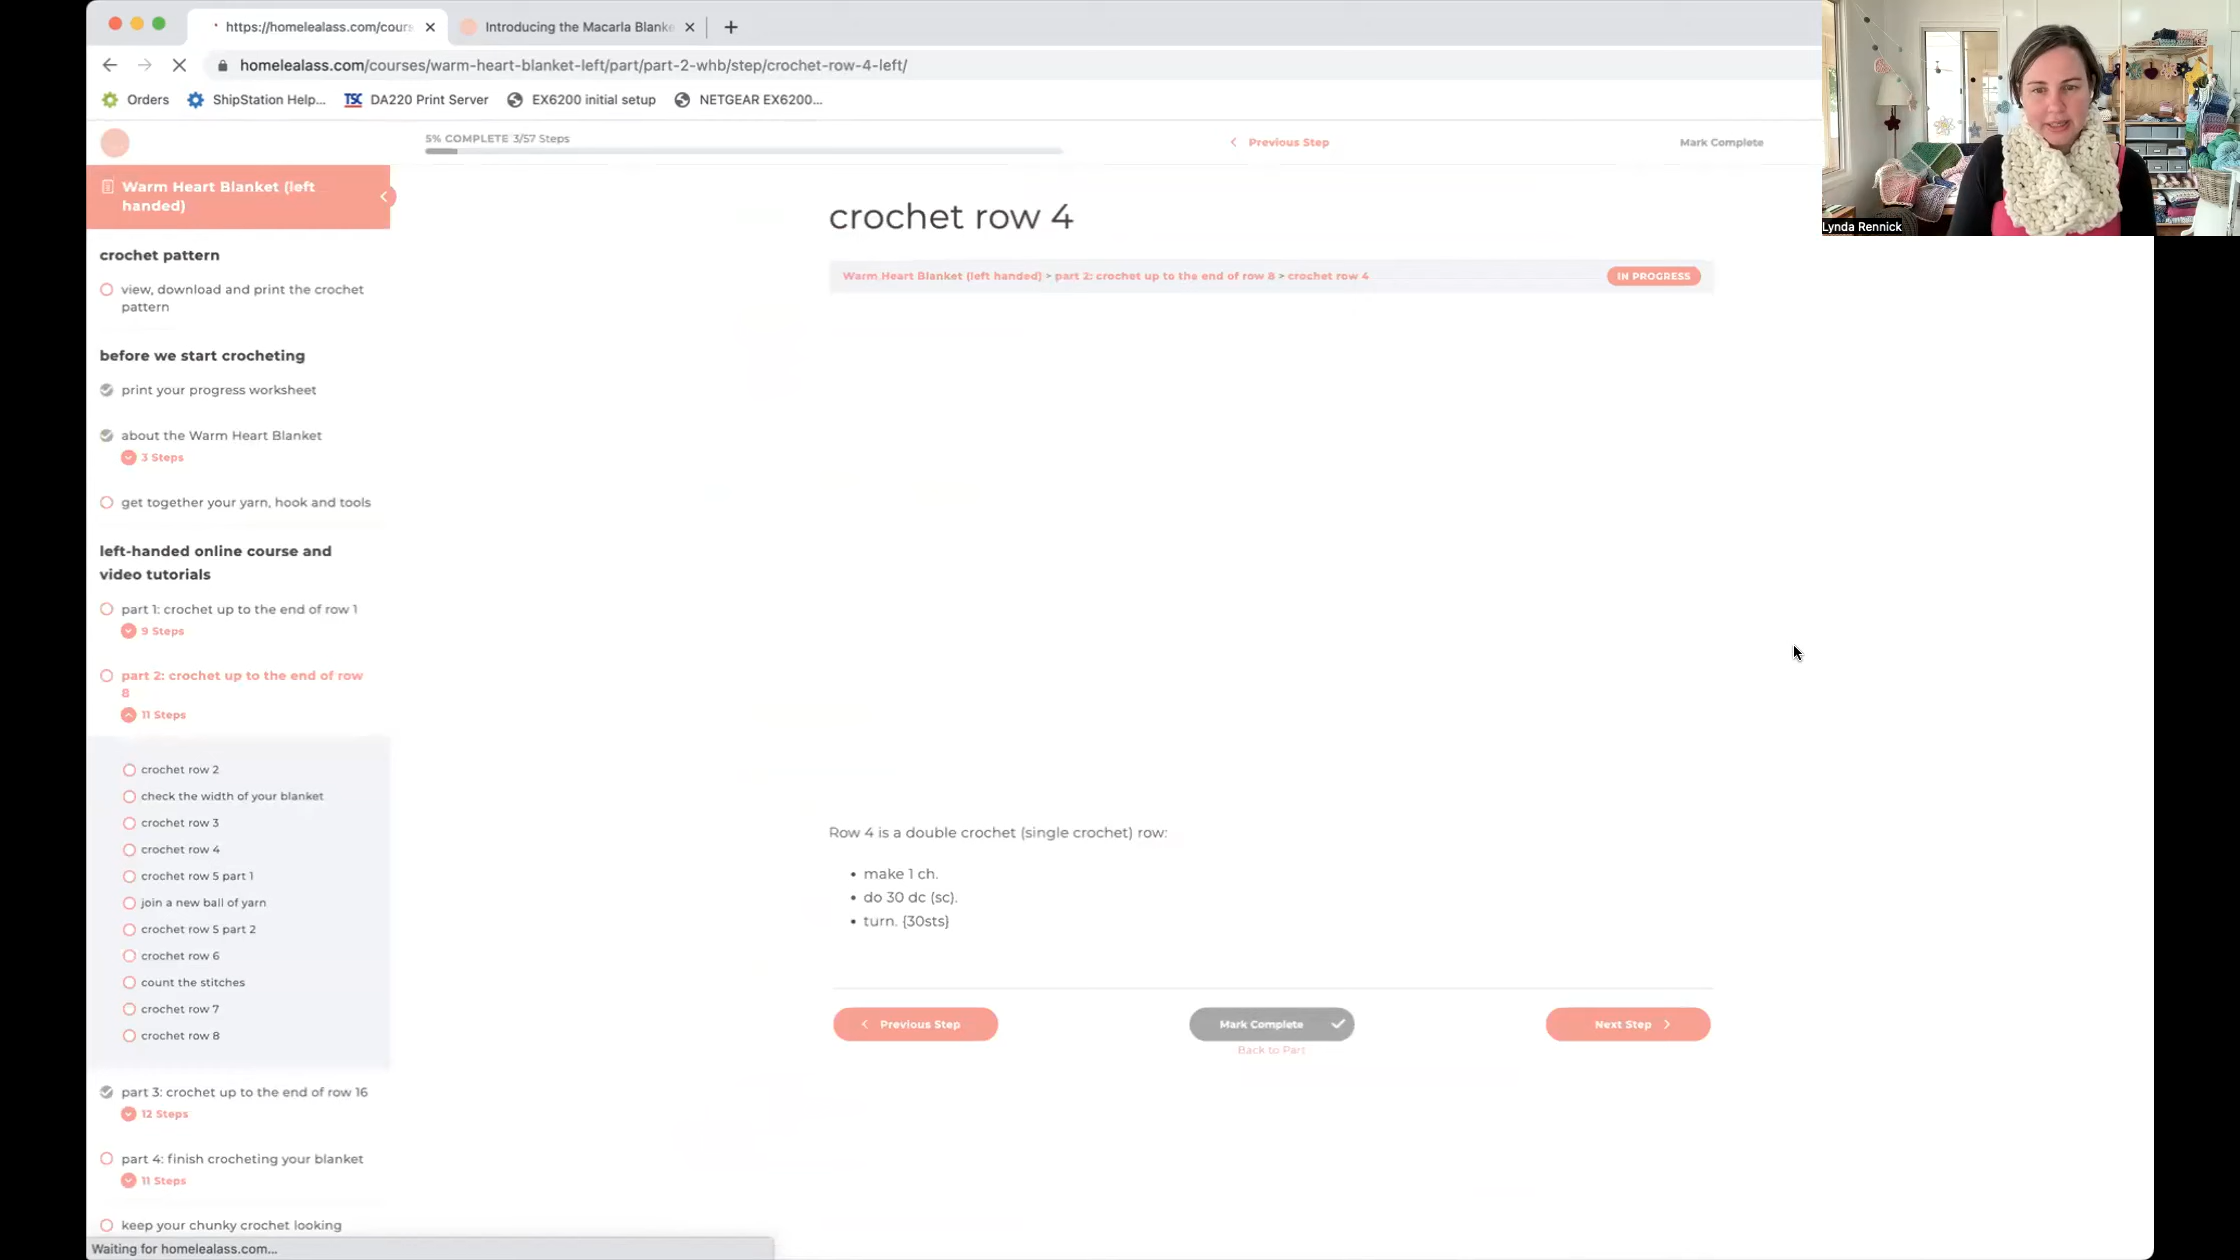 https://homelealass.com/cours
Introducing the Macarla Blanke
homelealass.com/courses/warm-heart-blanket-left/part/part-2-whb/step/crochet-row-4-left/
Orders
ShipStation Help...
TSC DA220 Print Server
EX6200 initial setup
NETGEAR EX6200...
Lynda Rennick
5% COMPLETE 3/57 Steps
Previous Step
Mark Complete
Warm Heart Blanket (left
handed)
crochet pattern
view, download and print the crochet
pattern
before we start crocheting
print your progress worksheet
about the Warm Heart Blanket
3 Steps
get together your yarn, hook and tools
left-handed online course and
video tutorials
part 1: crochet up to the end of row 1
9 Steps
part 2: crochet up to the end of row
8
11 Steps
crochet row 2
check the width of your blanket
crochet row 3
crochet row 4
crochet row 5 part 1
join a new ball of yarn
crochet row 5 part 2
crochet row 6
count the stitches
crochet row 7
crochet row 8
part 3: crochet up to the end of row 16
12 Steps
part 4: finish crocheting your blanket
11 Steps
keep your chunky crochet looking
Waiting for homelealass.com...
crochet row 4
Warm Heart Blanket (left handed) > part 2: crochet up to the end of row 8 > crochet row 4
IN PROGRESS
Row 4 is a double crochet (single crochet) row:
• make 1 ch.
• do 30 dc (sc).
• turn. {30sts}
Previous Step
Mark Complete
Next Step
Back to Part